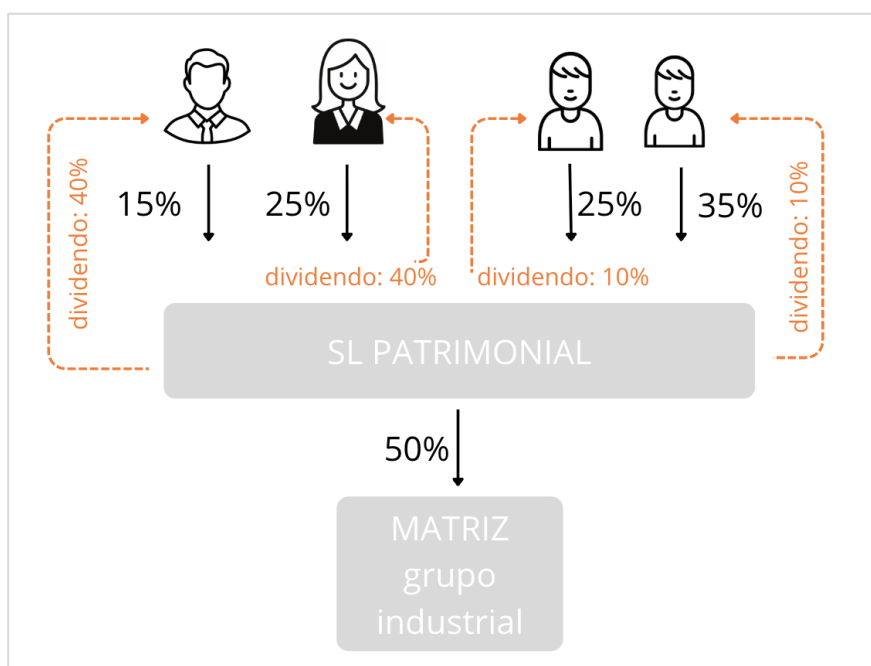 dividendo: 40%
15%
25%
dividendo: 40%
25%
dividendo: 10%
35%
dividendo: 10%
SL PATRIMONIAL
50%
MATRIZ
grupo
industrial